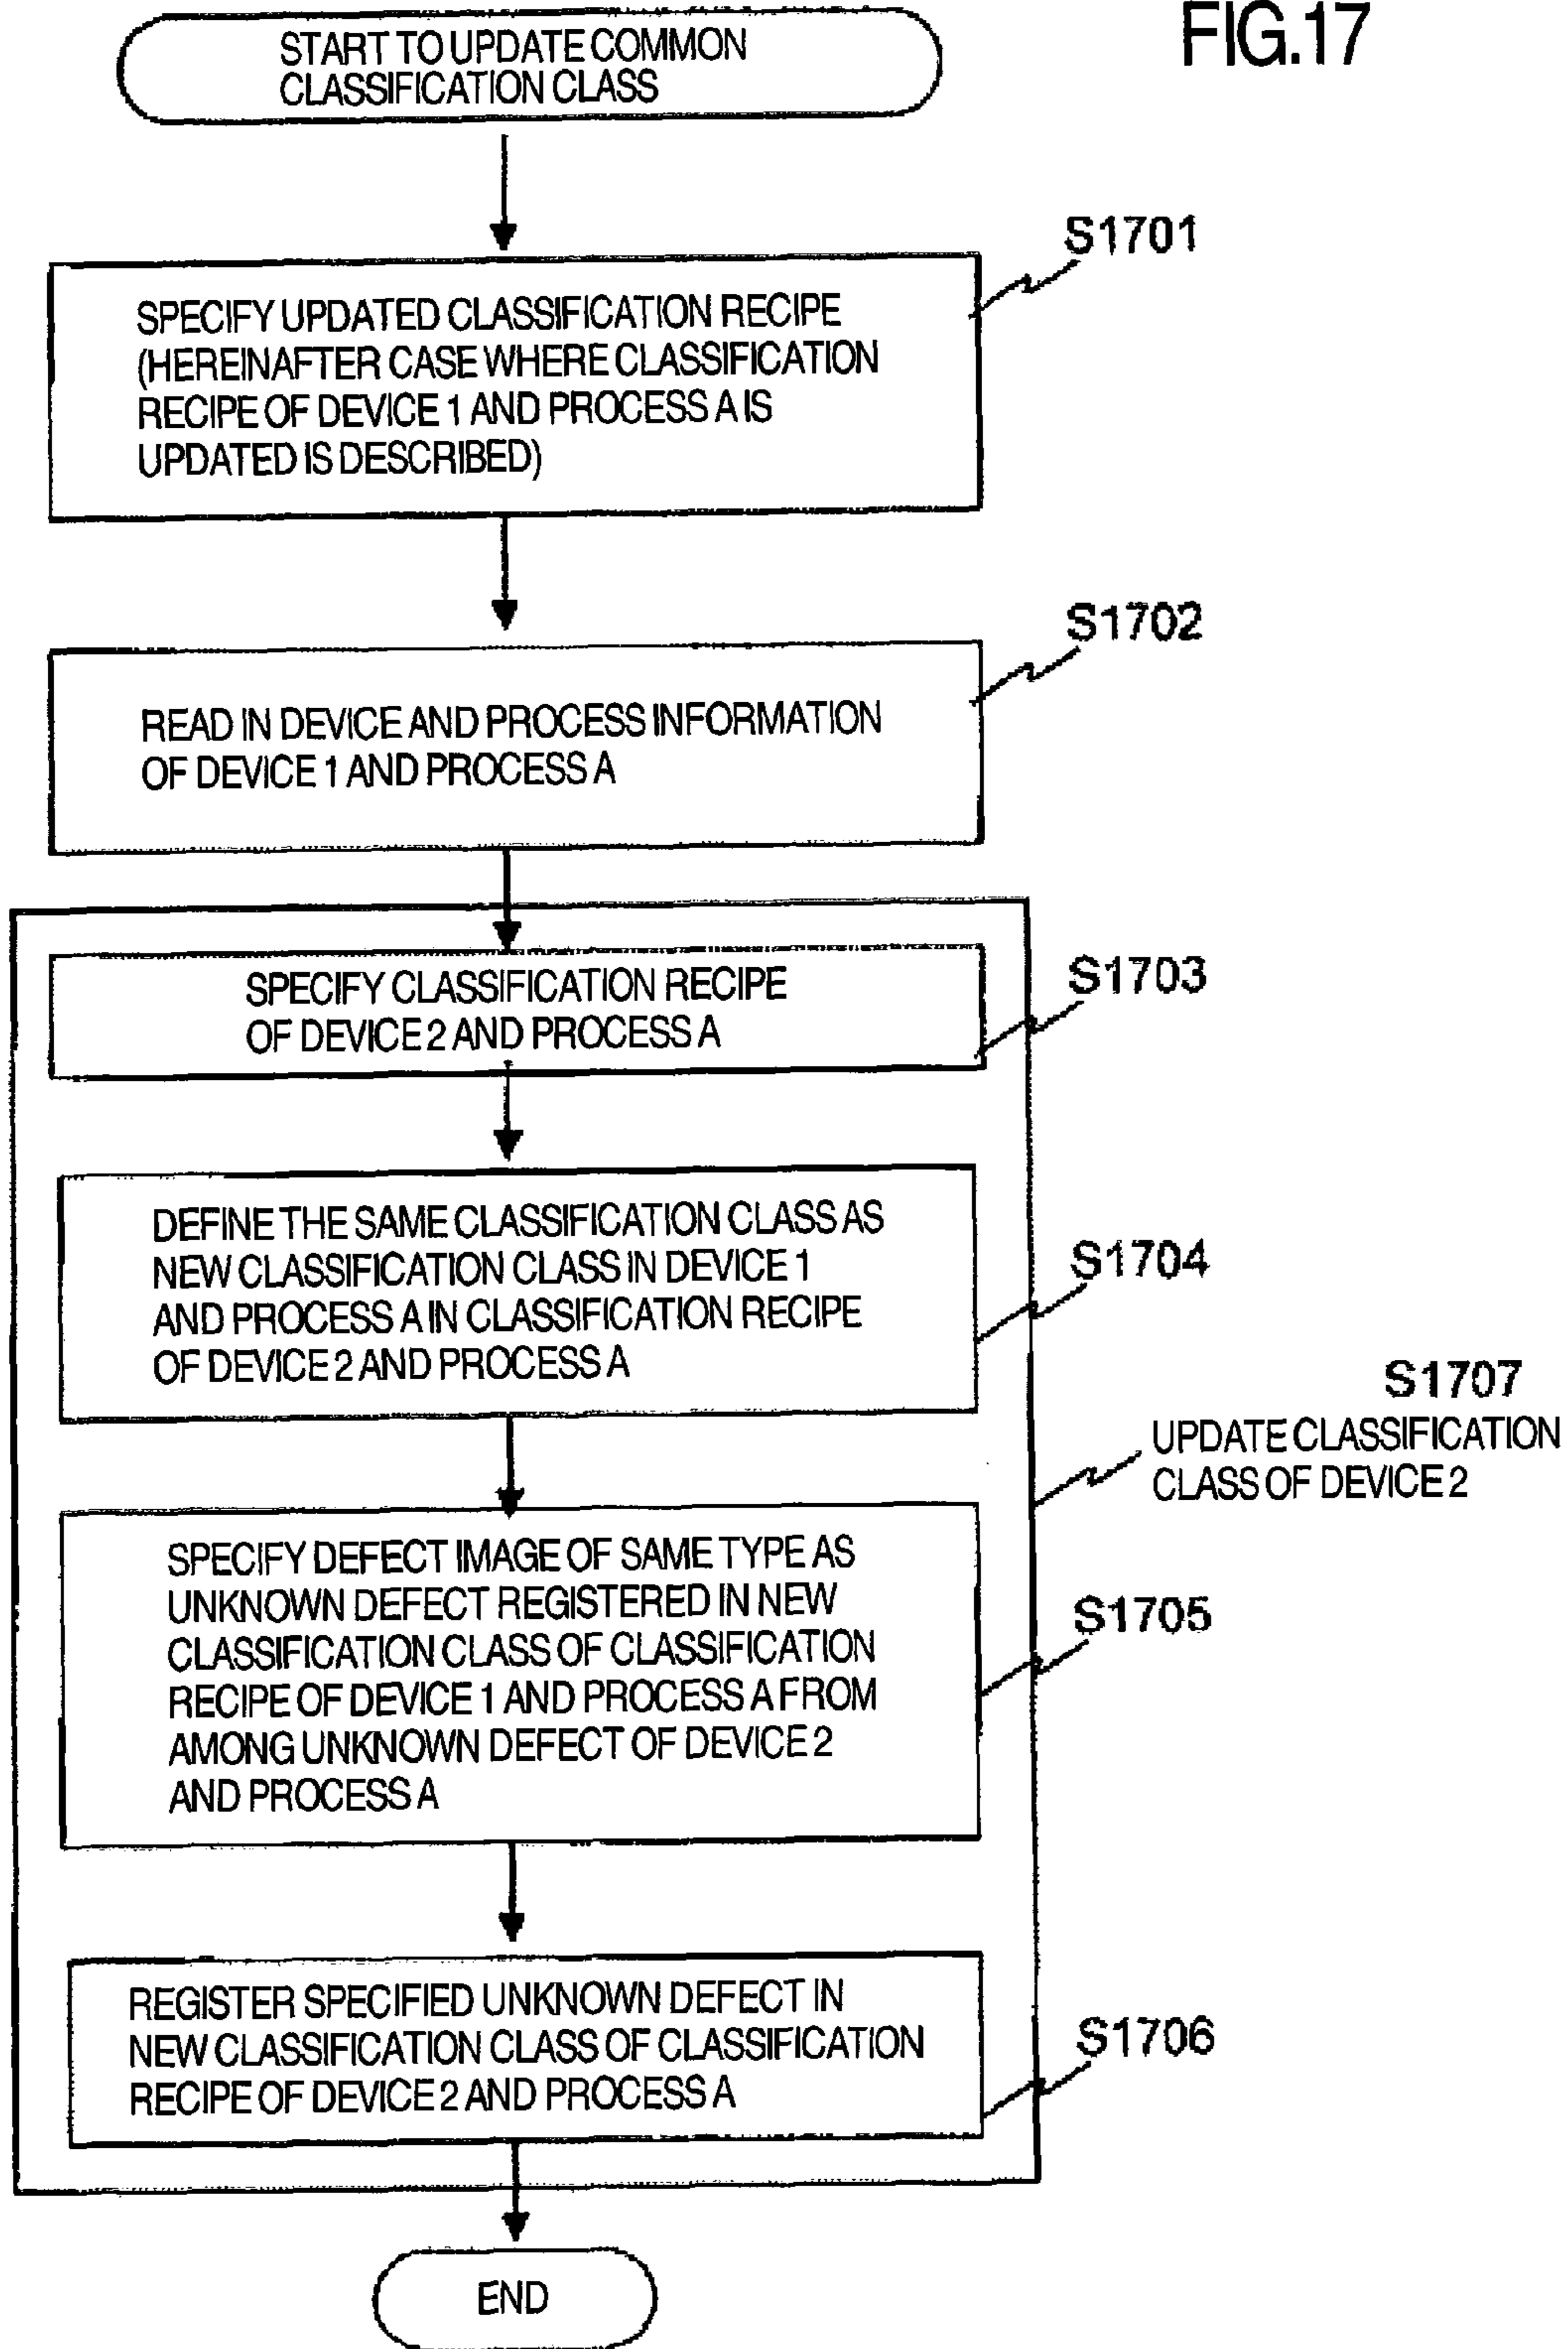 FIG.17
START TO UPDATE COMMON
CLASSIFICATION CLASS
S1701
SPECIFY UPDATED CLASSIFICATION RECIPE
(HEREINAFTER CASE WHERE CLASSIFICATION
RECIPE OF DEVICE 1 AND PROCESS A IS
UPDATED IS DESCRIBED)
S1702
READ IN DEVICE AND PROCESS INFORMATION
OF DEVICE 1 AND PROCESS A
S1703
SPECIFY CLASSIFICATION RECIPE
OF DEVICE 2 AND PROCESS A
S1704
DEFINE THE SAME CLASSIFICATION CLASS AS
NEW CLASSIFICATION CLASS IN DEVICE 1
AND PROCESS A IN CLASSIFICATION RECIPE
OF DEVICE 2 AND PROCESS A
S1707
UPDATE CLASSIFICATION
CLASS OF DEVICE 2
S1705
SPECIFY DEFECT IMAGE OF SAME TYPE AS
UNKNOWN DEFECT REGISTERED IN NEW
CLASSIFICATION CLASS OF CLASSIFICATION
RECIPE OF DEVICE 1 AND PROCESS A FROM
AMONG UNKNOWN DEFECT OF DEVICE 2
AND PROCESS A
S1706
REGISTER SPECIFIED UNKNOWN DEFECT IN
NEW CLASSIFICATION CLASS OF CLASSIFICATION
RECIPE OF DEVICE 2 AND PROCESS A
END